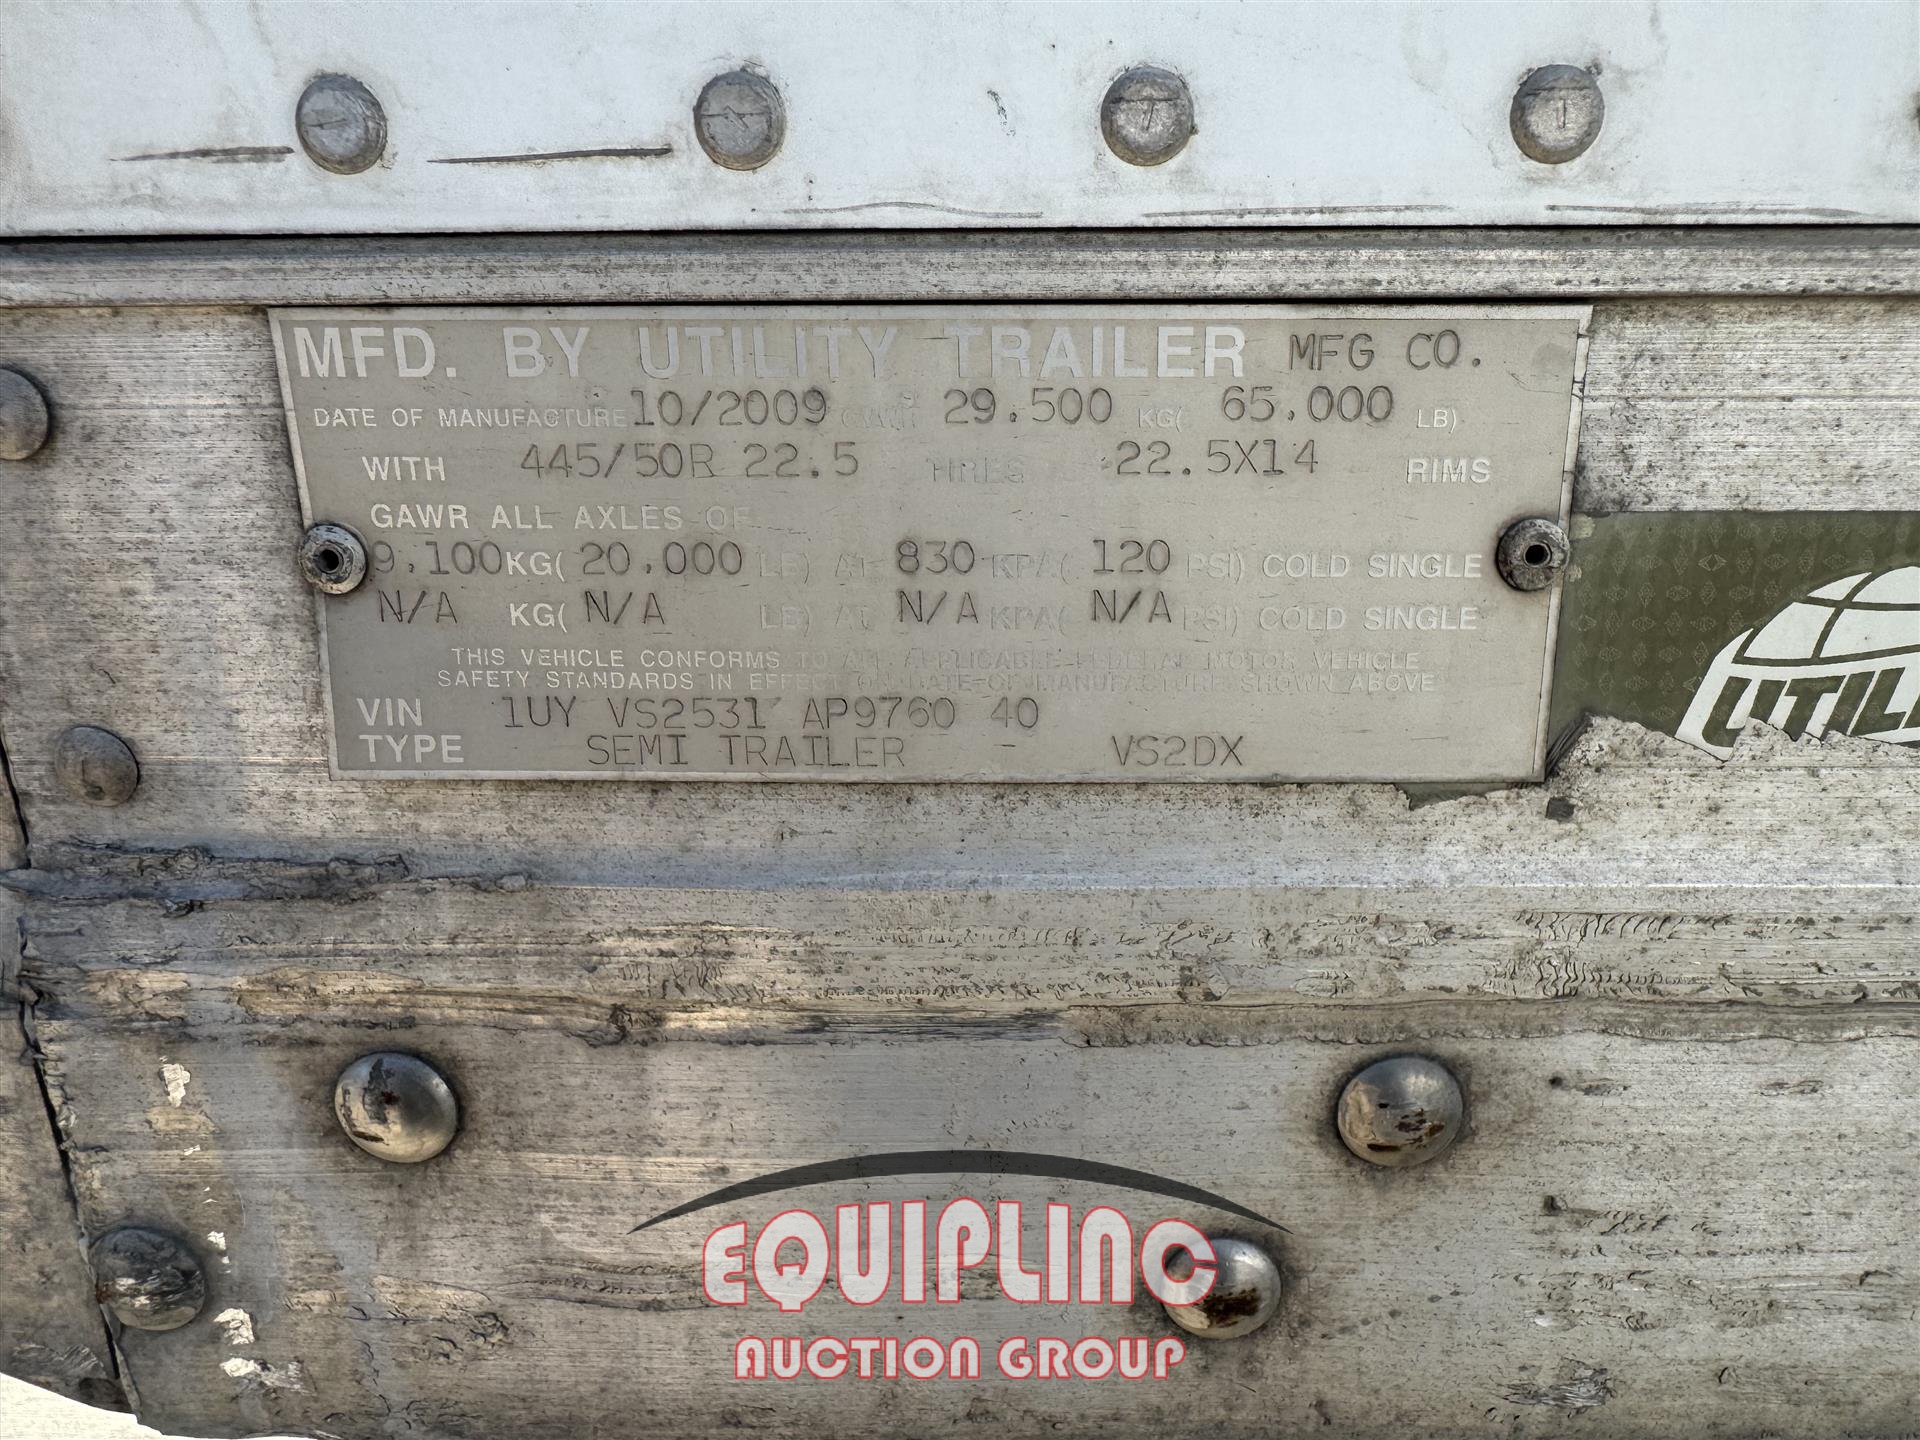 MFD. BY UTILITY TRAILER MFG CO.
DATE OF MANUFACTURE 10/2009 GVWR 29.500 KG( 65.000 LB)
WITH 445/50R 22.5 TIRES 22.5X14 RIMS
GAWR ALL AXLES OF
9.100KG( 20.000 LB) AT 830 KPA( 120 PSI) COLD SINGLE
N/A KG( N/A LB) AT N/A KPA( N/A PSI) COLD SINGLE
THIS VEHICLE CONFORMS TO ALL APPLICABLE FEDERAL MOTOR VEHICLE
SAFETY STANDARDS IN EFFECT ON DATE OF MANUFACTURE SHOWN ABOVE
VIN 1UY VS2531 AP9760 40
TYPE SEMI TRAILER VS2DX
UTIL
EQUIPLINC
AUCTION GROUP